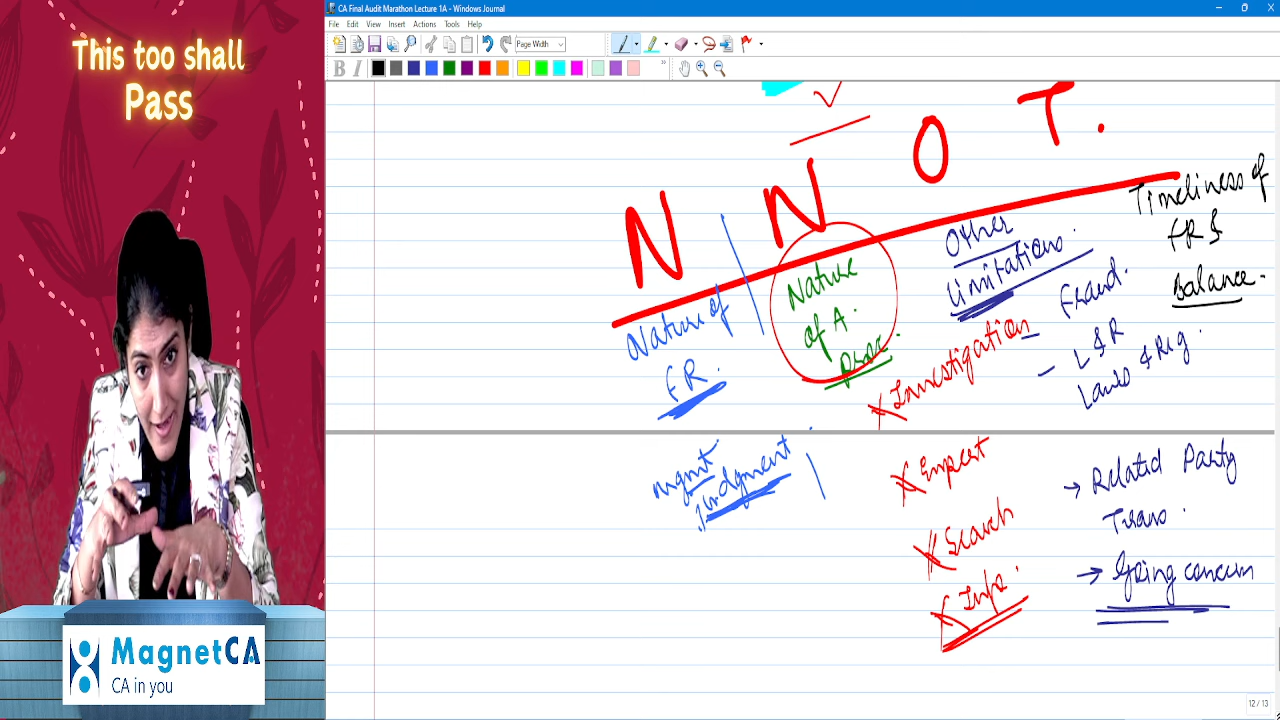 This too shall
Pass
CA Final Audit Marathon Lecture 1A - Windows Journal
File Edit View Insert Actions Tools Help
Page Width
B I
N N O T.
Nature of
FR.
mgmt
Judgment
Nature
of A.
proc.
Other
limitations.
Timeliness of
FR &
Balance.
Investigation
Expert
Search
Info.
- Fraud.
- L & R
Laws & Reg.
→ Related Party
Trans.
→ Going concern
MagnetCA
CA in you
12 / 13